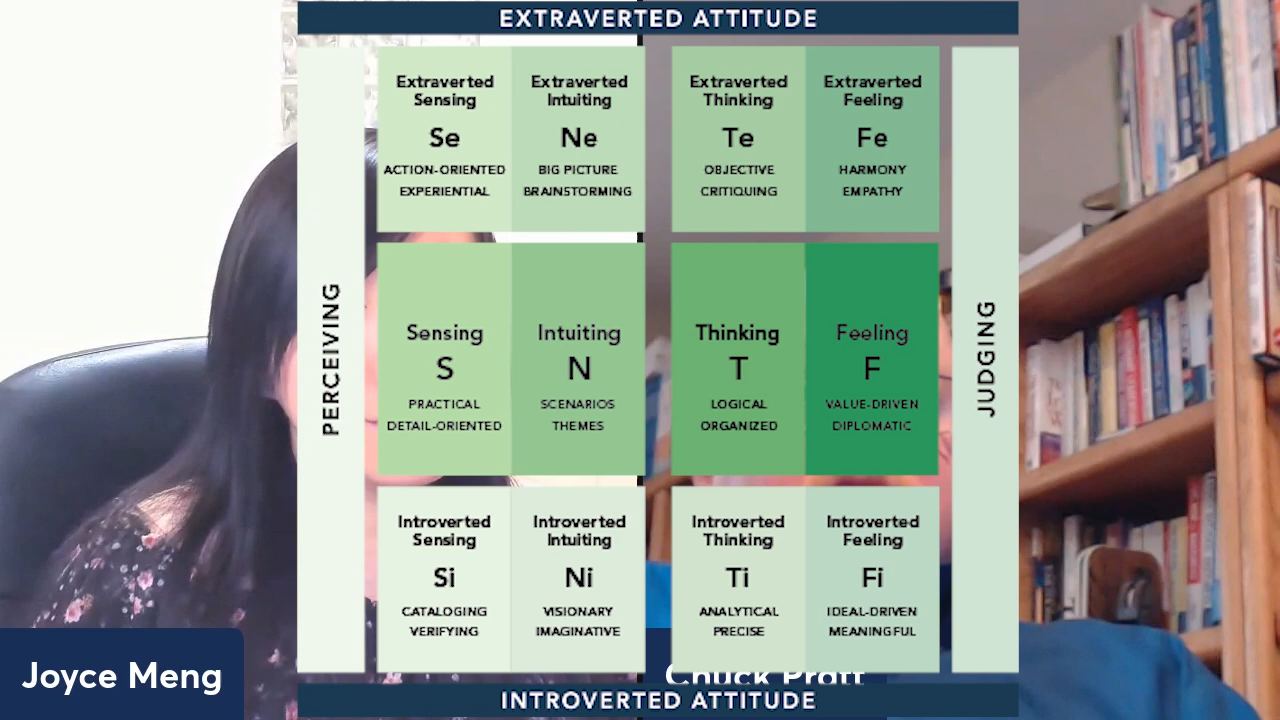 EXTRAVERTED ATTITUDE
PERCEIVING
Extraverted
Sensing
Se
ACTION-ORIENTED
EXPERIENTIAL
Extraverted
Intuiting
Ne
BIG PICTURE
BRAINSTORMING
Extraverted
Thinking
Te
OBJECTIVE
CRITIQUING
Extraverted
Feeling
Fe
HARMONY
EMPATHY
Sensing
S
PRACTICAL
DETAIL-ORIENTED
Intuiting
N
SCENARIOS
THEMES
Thinking
T
LOGICAL
ORGANIZED
Feeling
F
VALUE-DRIVEN
DIPLOMATIC
Introverted
Sensing
Si
CATALOGING
VERIFYING
Introverted
Intuiting
Ni
VISIONARY
IMAGINATIVE
Introverted
Thinking
Ti
ANALYTICAL
PRECISE
Introverted
Feeling
Fi
IDEAL-DRIVEN
MEANINGFUL
JUDGING
Joyce Meng
Chuck Pratt
INTROVERTED ATTITUDE